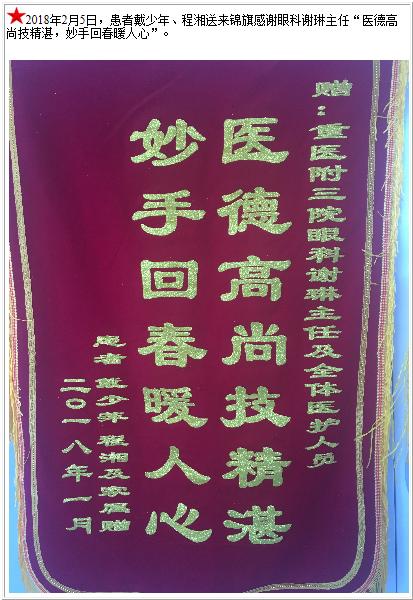 ★2018年2月5日，患者戴少年、程湘送来锦旗感谢眼科谢琳主任“医德高
尚技精湛，妙手回春暖人心”。
赠：重医附三院眼科谢琳主任及全体医护人员
医德高尚技精湛
妙手回春暖人心
患者 戴少年 程湘及家属赠
二〇一八年一月